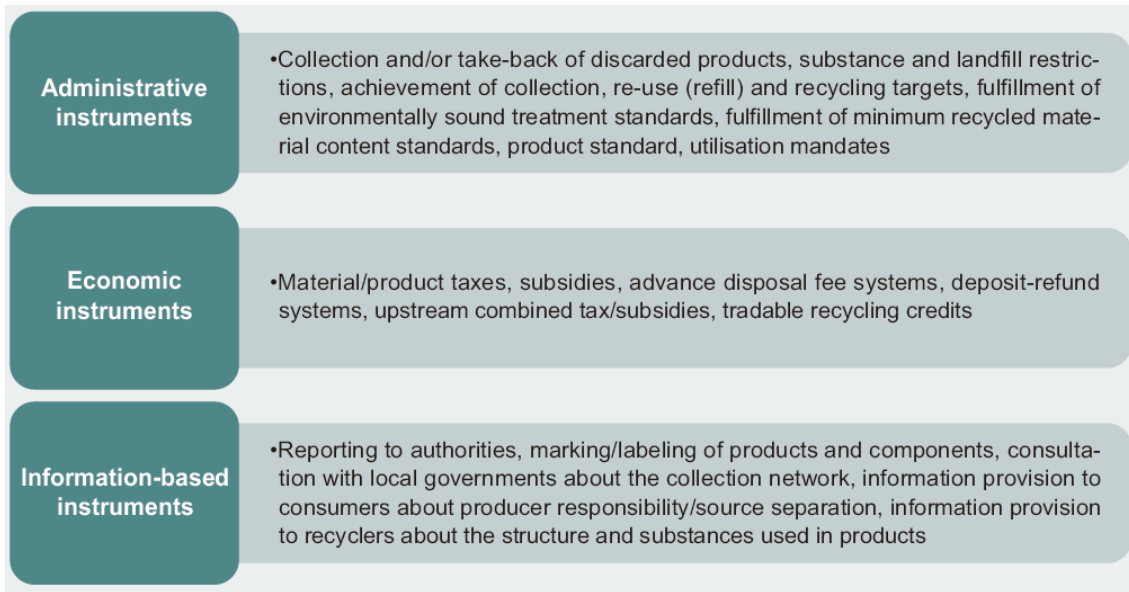 Administrative
instruments
•Collection and/or take-back of discarded products, substance and landfill restric-
tions, achievement of collection, re-use (refill) and recycling targets, fulfillment of
environmentally sound treatment standards, fulfillment of minimum recycled mate-
rial content standards, product standard, utilisation mandates
Economic
instruments
•Material/product taxes, subsidies, advance disposal fee systems, deposit-refund
systems, upstream combined tax/subsidies, tradable recycling credits
Information-based
instruments
•Reporting to authorities, marking/labeling of products and components, consulta-
tion with local governments about the collection network, information provision to
consumers about producer responsibility/source separation, information provision
to recyclers about the structure and substances used in products